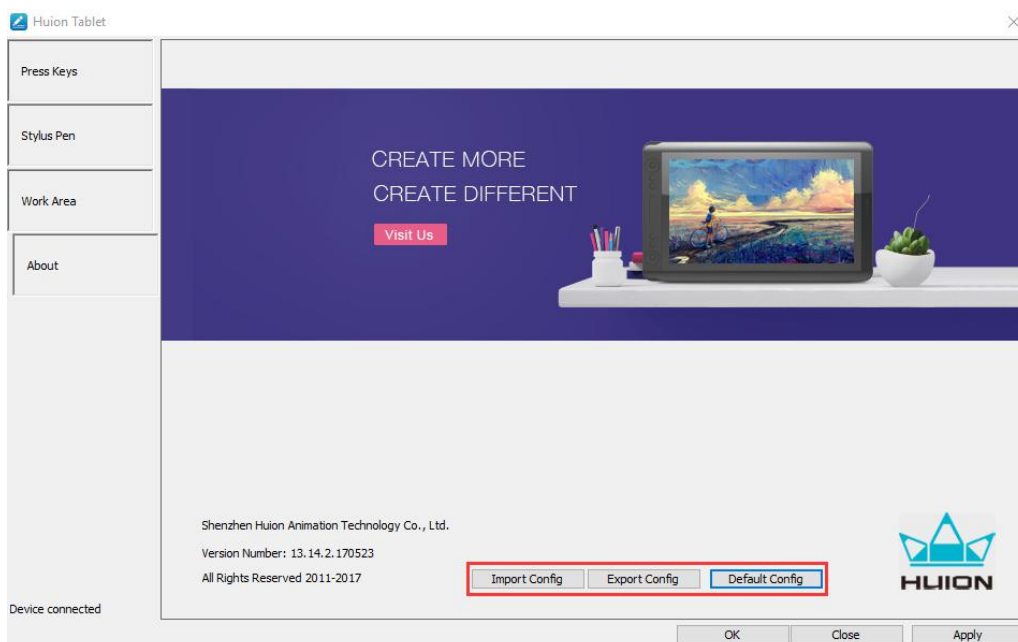 Huion Tablet
Press Keys
Stylus Pen
Work Area
About
CREATE MORE
CREATE DIFFERENT
Visit Us
Shenzhen Huion Animation Technology Co., Ltd.
Version Number: 13.14.2.170523
All Rights Reserved 2011-2017
Import Config Export Config Default Config
HUION
Device connected
OK Close Apply